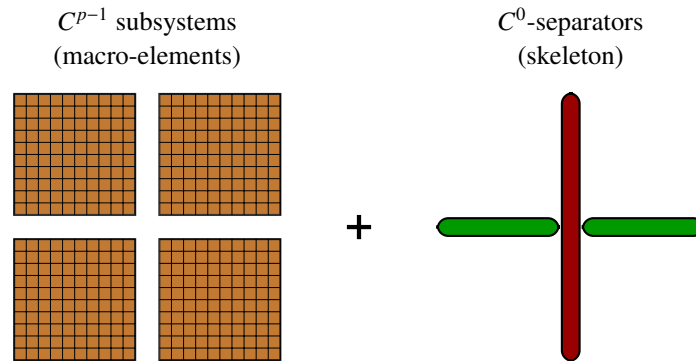 $C^{p-1}$ subsystems
(macro-elements)
$C^0$-separators
(skeleton)
+